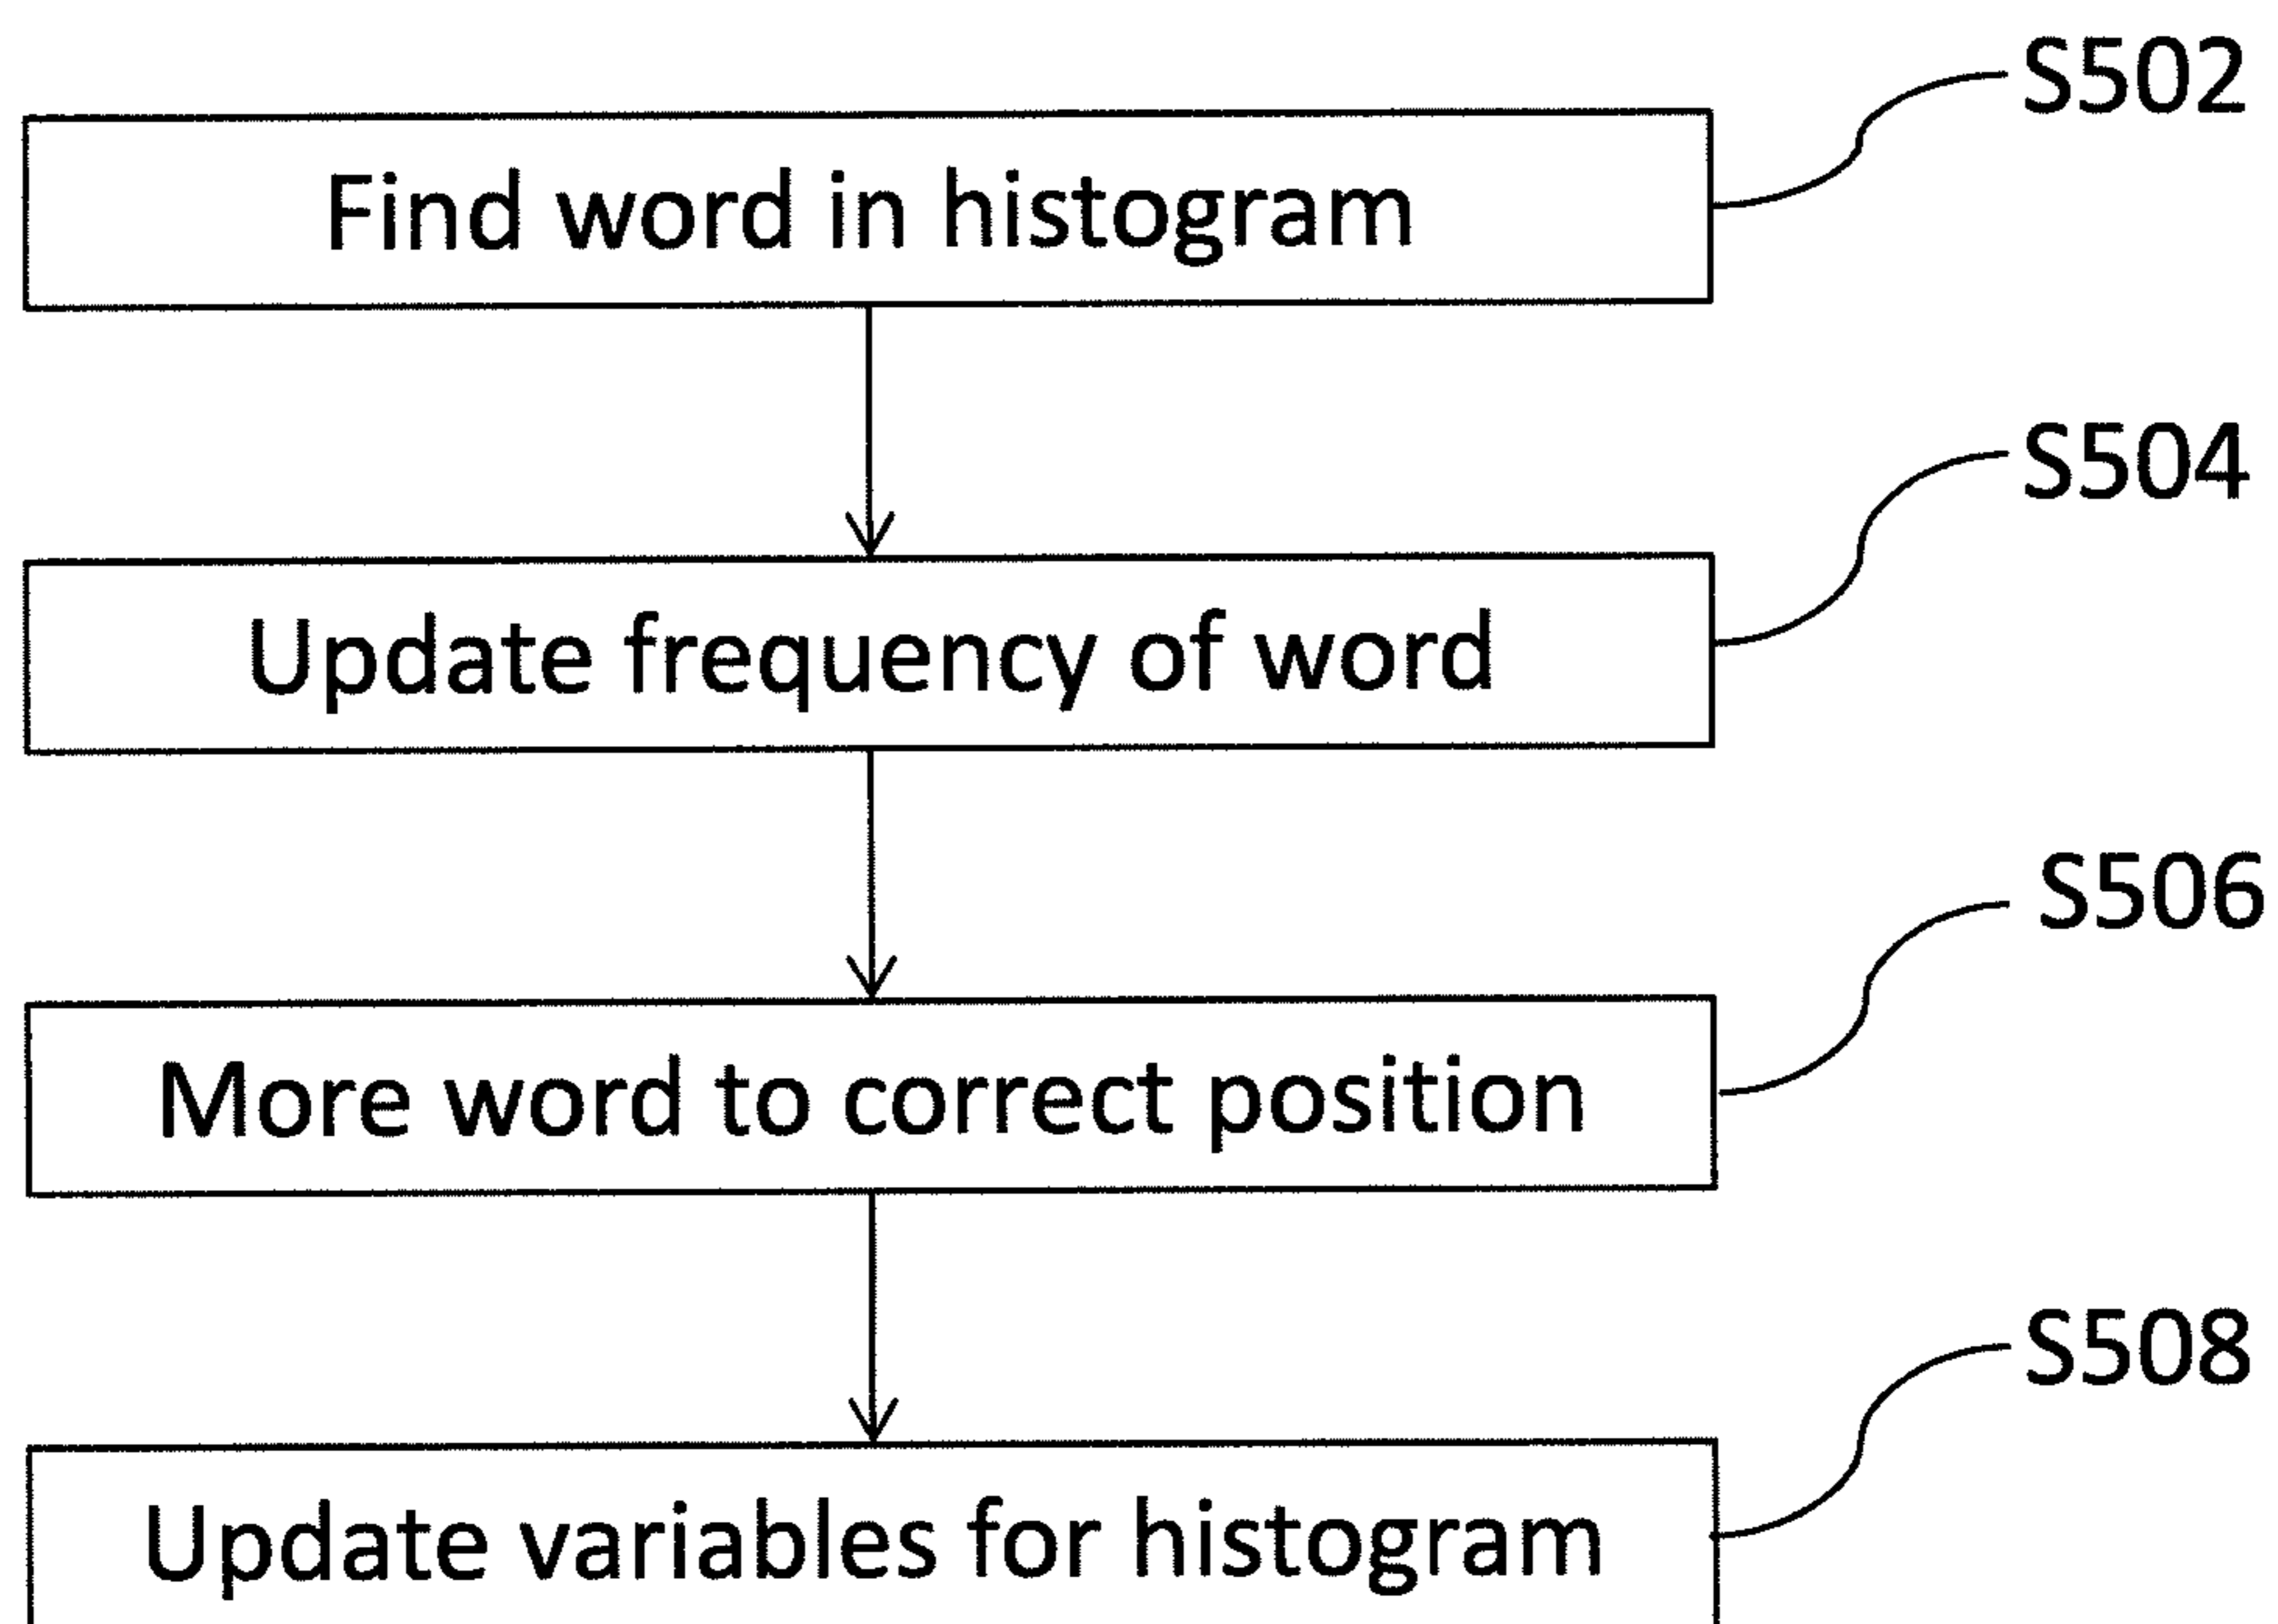 S502
Find word in histogram
S504
Update frequency of word
S506
More word to correct position
S508
Update variables for histogram